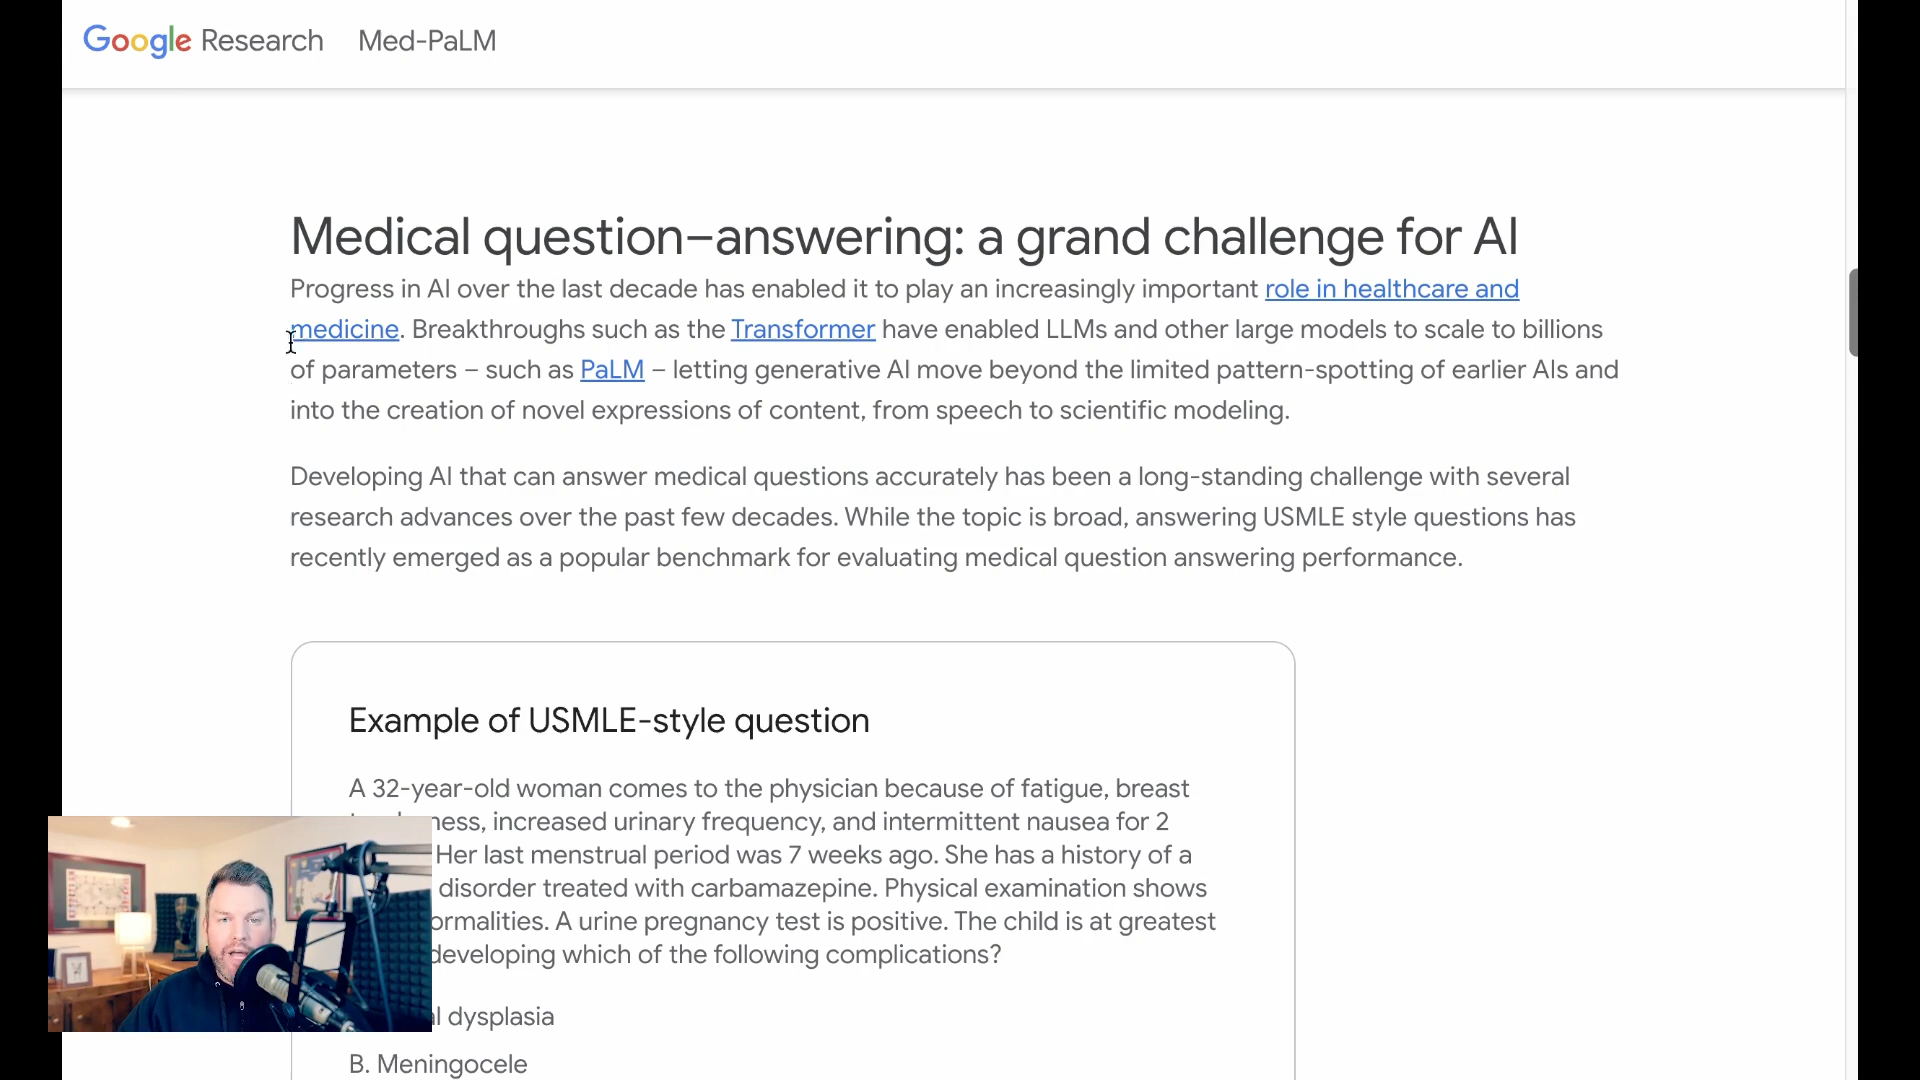 Google Research Med-PaLM
Medical question–answering: a grand challenge for AI
Progress in AI over the last decade has enabled it to play an increasingly important role in healthcare and
medicine. Breakthroughs such as the Transformer have enabled LLMs and other large models to scale to billions
of parameters – such as PaLM – letting generative AI move beyond the limited pattern-spotting of earlier AIs and
into the creation of novel expressions of content, from speech to scientific modeling.
Developing AI that can answer medical questions accurately has been a long-standing challenge with several
research advances over the past few decades. While the topic is broad, answering USMLE style questions has
recently emerged as a popular benchmark for evaluating medical question answering performance.
Example of USMLE-style question
A 32-year-old woman comes to the physician because of fatigue, breast
ness, increased urinary frequency, and intermittent nausea for 2
Her last menstrual period was 7 weeks ago. She has a history of a
disorder treated with carbamazepine. Physical examination shows
ormalities. A urine pregnancy test is positive. The child is at greatest
developing which of the following complications?
l dysplasia
B. Meningocele